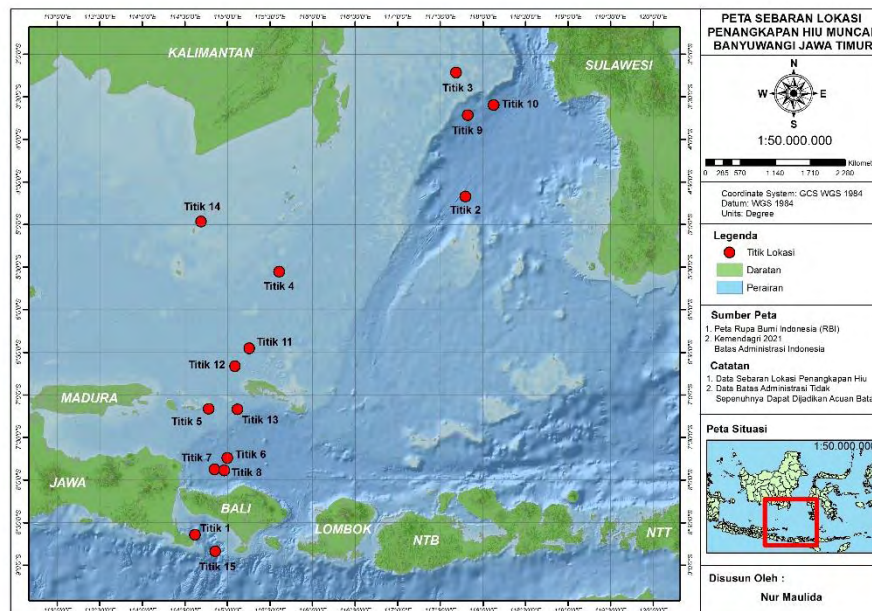 KALIMANTAN
SULAWESI
Titik 3
Titik 10
Titik 9
Titik 2
Titik 14
Titik 4
Titik 11
Titik 12
MADURA
Titik 5
Titik 13
Titik 7
Titik 6
Titik 8
JAWA
BALI
LOMBOK
NTB
NTT
Titik 1
Titik 15
PETA SEBARAN LOKASI
PENANGKAPAN HIU MUNCAR
BANYUWANGI JAWA TIMUR
N
W E
S
1:50.000.000
Kilometers
0 285 570 1 140 1 710 2 280
Coordinate System: GCS WGS 1984
Datum: WGS 1984
Units: Degree
Legenda
Titik Lokasi
Daratan
Perairan
Sumber Peta
1. Peta Rupa Bumi Indonesia (RBI)
2. Kemendagri 2021
Batas Administrasi Indonesia
Catatan
1. Data Sebaran Lokasi Penangkapan Hiu
2. Data Batas Administrasi Tidak
Sepenuhnya Dapat Dijadikan Acuan Batas
Peta Situasi
1:50.000.000
Disusun Oleh :
Nur Maulida